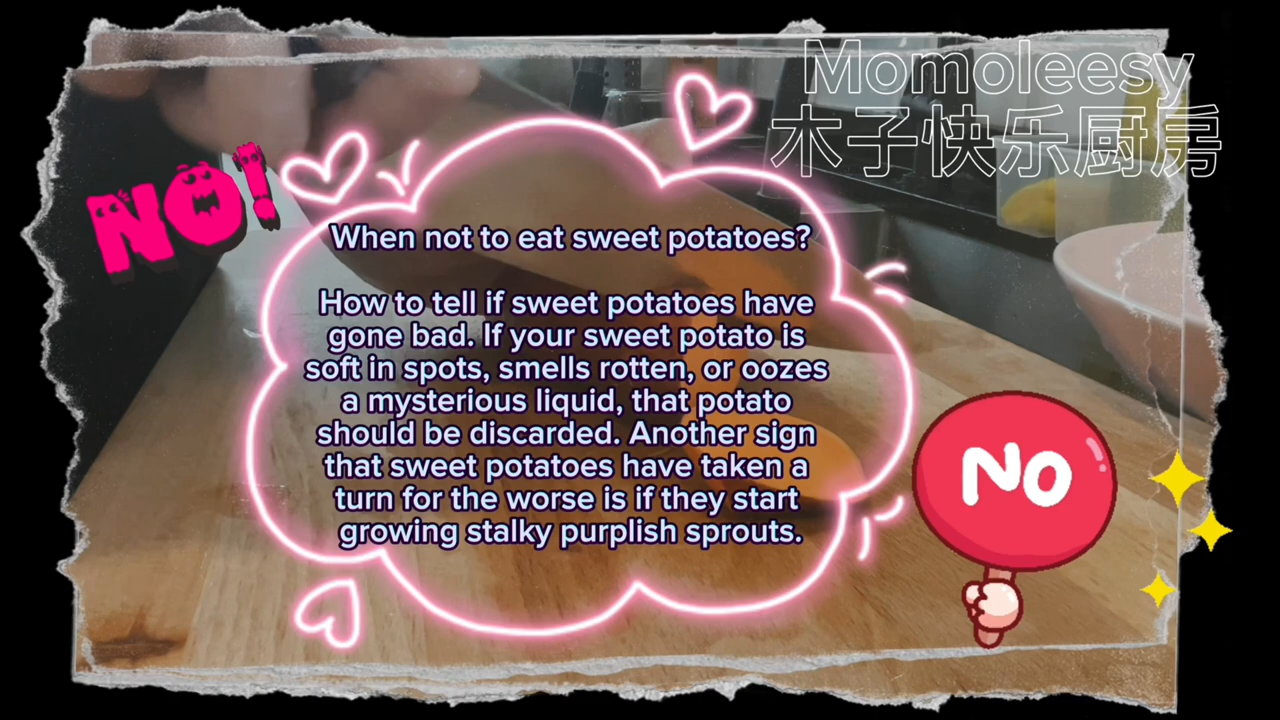 Momoleesy
木子快乐厨房
NO!
When not to eat sweet potatoes?
How to tell if sweet potatoes have
gone bad. If your sweet potato is
soft in spots, smells rotten, or oozes
a mysterious liquid, that potato
should be discarded. Another sign
that sweet potatoes have taken a
turn for the worse is if they start
growing stalky purplish sprouts.
NO